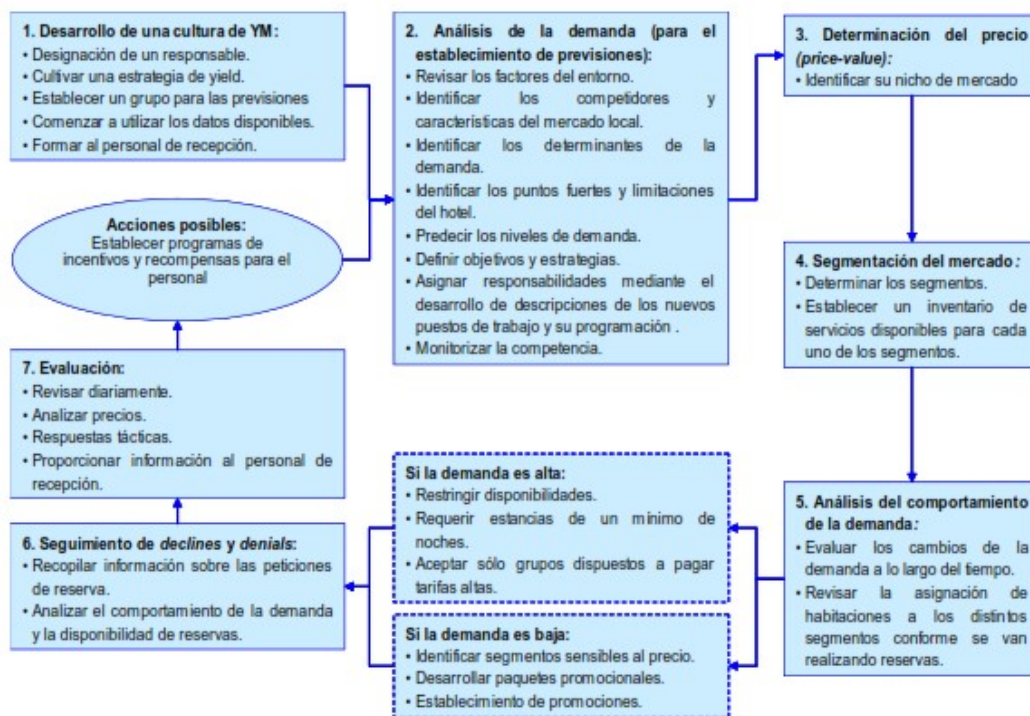 1. Desarrollo de una cultura de YM:
• Designación de un responsable.
• Cultivar una estrategia de yield.
• Establecer un grupo para las previsiones
• Comenzar a utilizar los datos disponibles.
• Formar al personal de recepción.
2. Análisis de la demanda (para el
establecimiento de previsiones):
• Revisar los factores del entorno.
• Identificar los competidores y
características del mercado local.
• Identificar los determinantes de la
demanda.
• Identificar los puntos fuertes y limitaciones
del hotel.
• Predecir los niveles de demanda.
• Definir objetivos y estrategias.
• Asignar responsabilidades mediante el
desarrollo de descripciones de los nuevos
puestos de trabajo y su programación .
• Monitorizar la competencia.
3. Determinación del precio
(price-value):
• Identificar su nicho de mercado
4. Segmentación del mercado :
• Determinar los segmentos.
• Establecer un inventario de
servicios disponibles para cada
uno de los segmentos.
5. Análisis del comportamiento
de la demanda :
• Evaluar los cambios de la
demanda a lo largo del tiempo.
• Revisar la asignación de
habitaciones a los distintos
segmentos conforme se van
realizando reservas.
Si la demanda es alta:
• Restringir disponibilidades.
• Requerir estancias de un mínimo de
noches.
• Aceptar sólo grupos dispuestos a pagar
tarifas altas.
Si la demanda es baja:
• Identificar segmentos sensibles al precio.
• Desarrollar paquetes promocionales.
• Establecimiento de promociones.
6. Seguimiento de declines y denials:
• Recopilar información sobre las peticiones
de reserva.
• Analizar el comportamiento de la demanda
y la disponibilidad de reservas.
7. Evaluación:
• Revisar diariamente.
• Analizar precios.
• Respuestas tácticas.
• Proporcionar información al personal de
recepción.
Acciones posibles:
Establecer programas de
incentivos y recompensas para el
personal